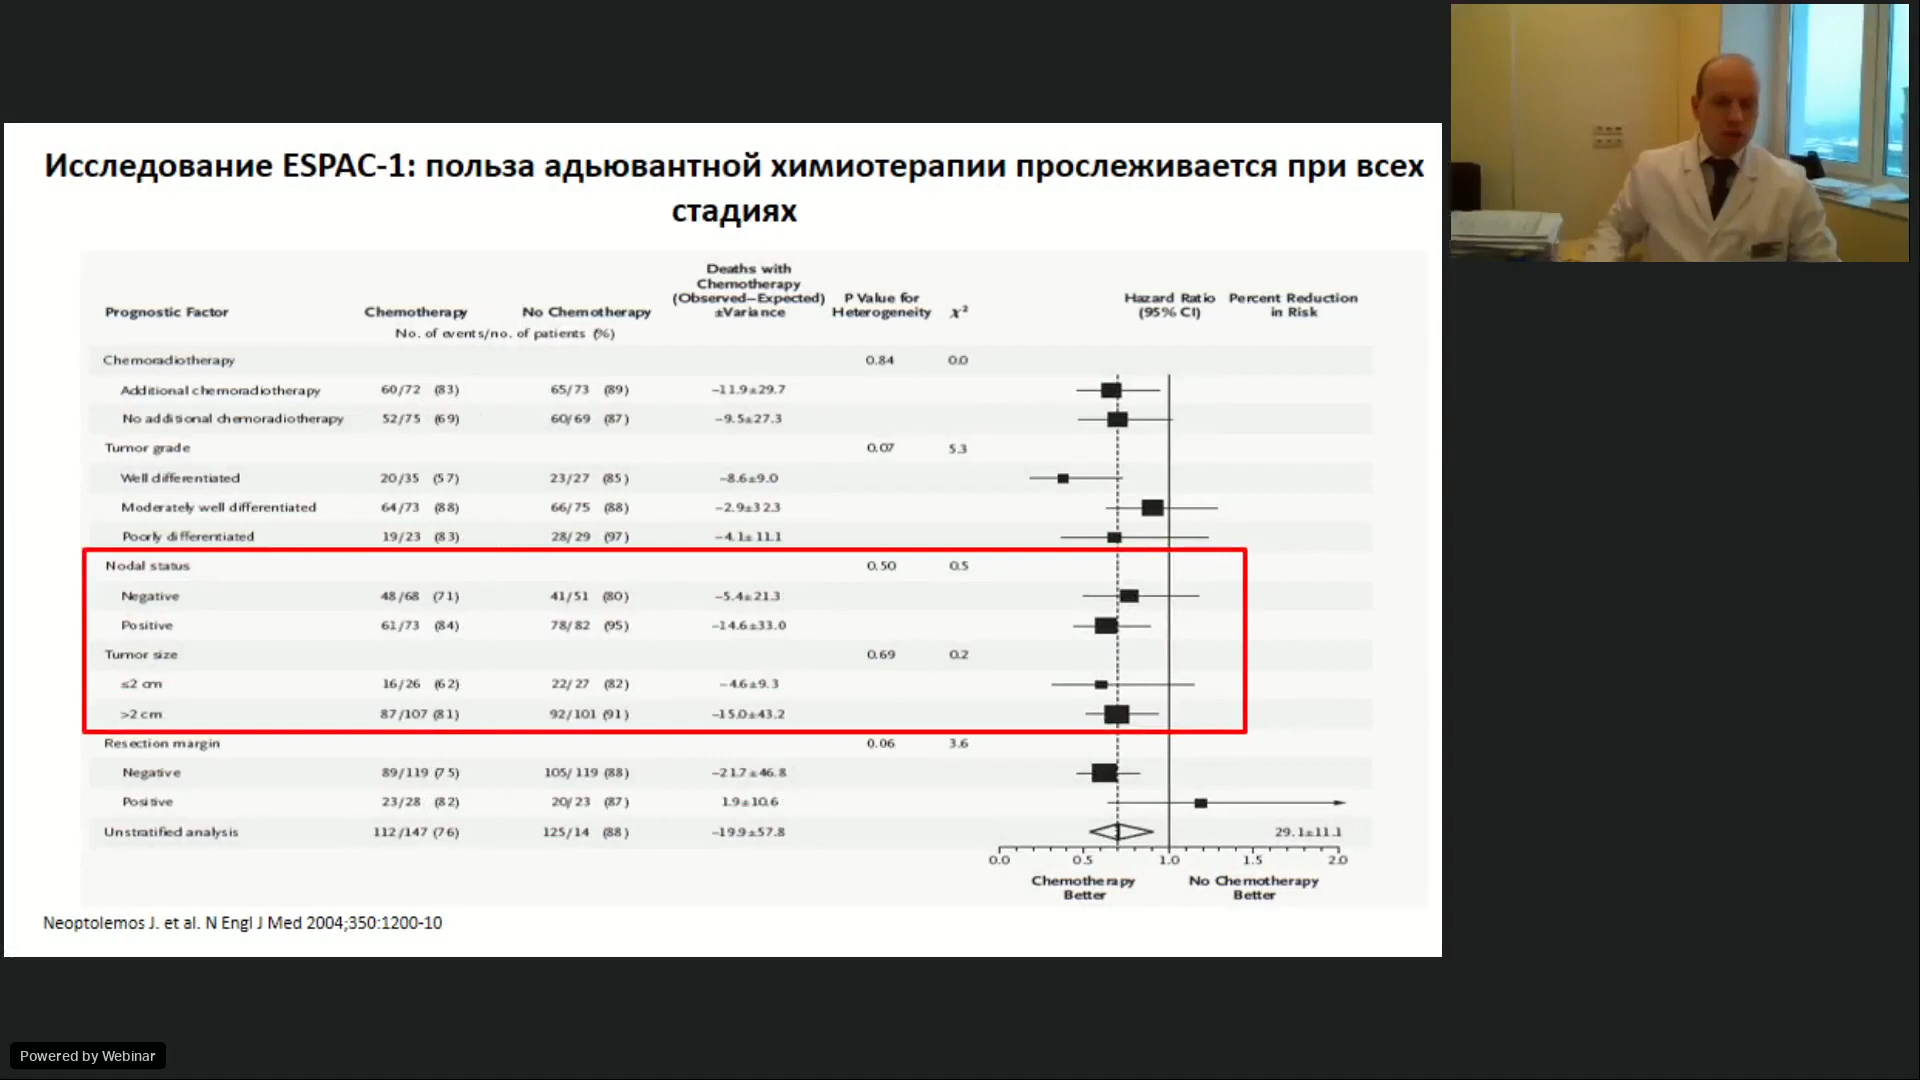 Исследование ESPAC-1: польза адьювантной химиотерапии прослеживается при всех
стадиях
Deaths with
Chemotherapy
(Observed–Expected)
±Variance
Prognostic Factor
Chemotherapy
No Chemotherapy
P Value for
Heterogeneity
χ²
Hazard Ratio
(95% CI)
Percent Reduction
in Risk
No. of events/no. of patients (%)
Chemoradiotherapy 0.84 0.0
Additional chemoradiotherapy 60/72 (83) 65/73 (89) –11.9±29.7
No additional chemoradiotherapy 52/75 (69) 60/69 (87) –9.5±27.3
Tumor grade 0.07 5.3
Well differentiated 20/35 (57) 23/27 (85) –8.6±9.0
Moderately well differentiated 64/73 (88) 66/75 (88) –2.9±32.3
Poorly differentiated 19/23 (83) 28/29 (97) –4.1±11.1
Nodal status 0.50 0.5
Negative 48/68 (71) 41/51 (80) –5.4±21.3
Positive 61/73 (84) 78/82 (95) –14.6±33.0
Tumor size 0.69 0.2
≤2 cm 16/26 (62) 22/27 (82) –4.6±9.3
>2 cm 87/107 (81) 92/101 (91) –15.0±43.2
Resection margin 0.06 3.6
Negative 89/119 (75) 105/119 (88) –21.7±46.8
Positive 23/28 (82) 20/23 (87) 1.9±10.6
Unstratified analysis 112/147 (76) 125/14 (88) –19.9±57.8 29.1±11.1
0.0 0.5 1.0 1.5 2.0
Chemotherapy
Better
No Chemotherapy
Better
Neoptolemos J. et al. N Engl J Med 2004;350:1200-10
Powered by Webinar